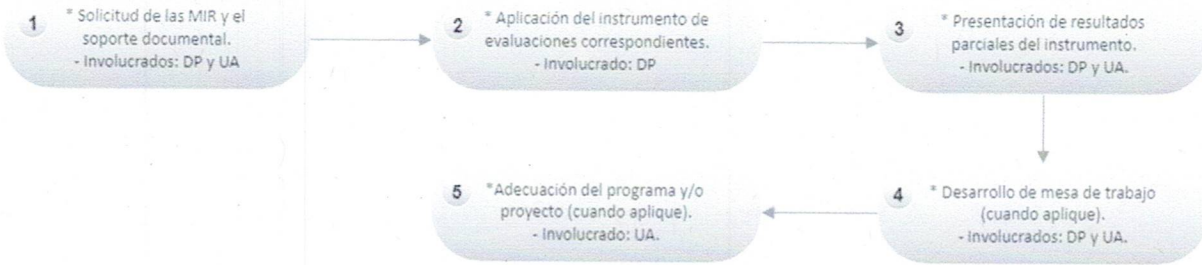 1 * Solicitud de las MIR y el
soporte documental.
- Involucrados: DP y UA
2 * Aplicación del instrumento de
evaluaciones correspondientes.
- Involucrado: DP
3 * Presentación de resultados
parciales del instrumento.
- Involucrados: DP y UA.
4 * Desarrollo de mesa de trabajo
(cuando aplique).
- Involucrados: DP y UA.
5 *Adecuación del programa y/o
proyecto (cuando aplique).
- Involucrado: UA.